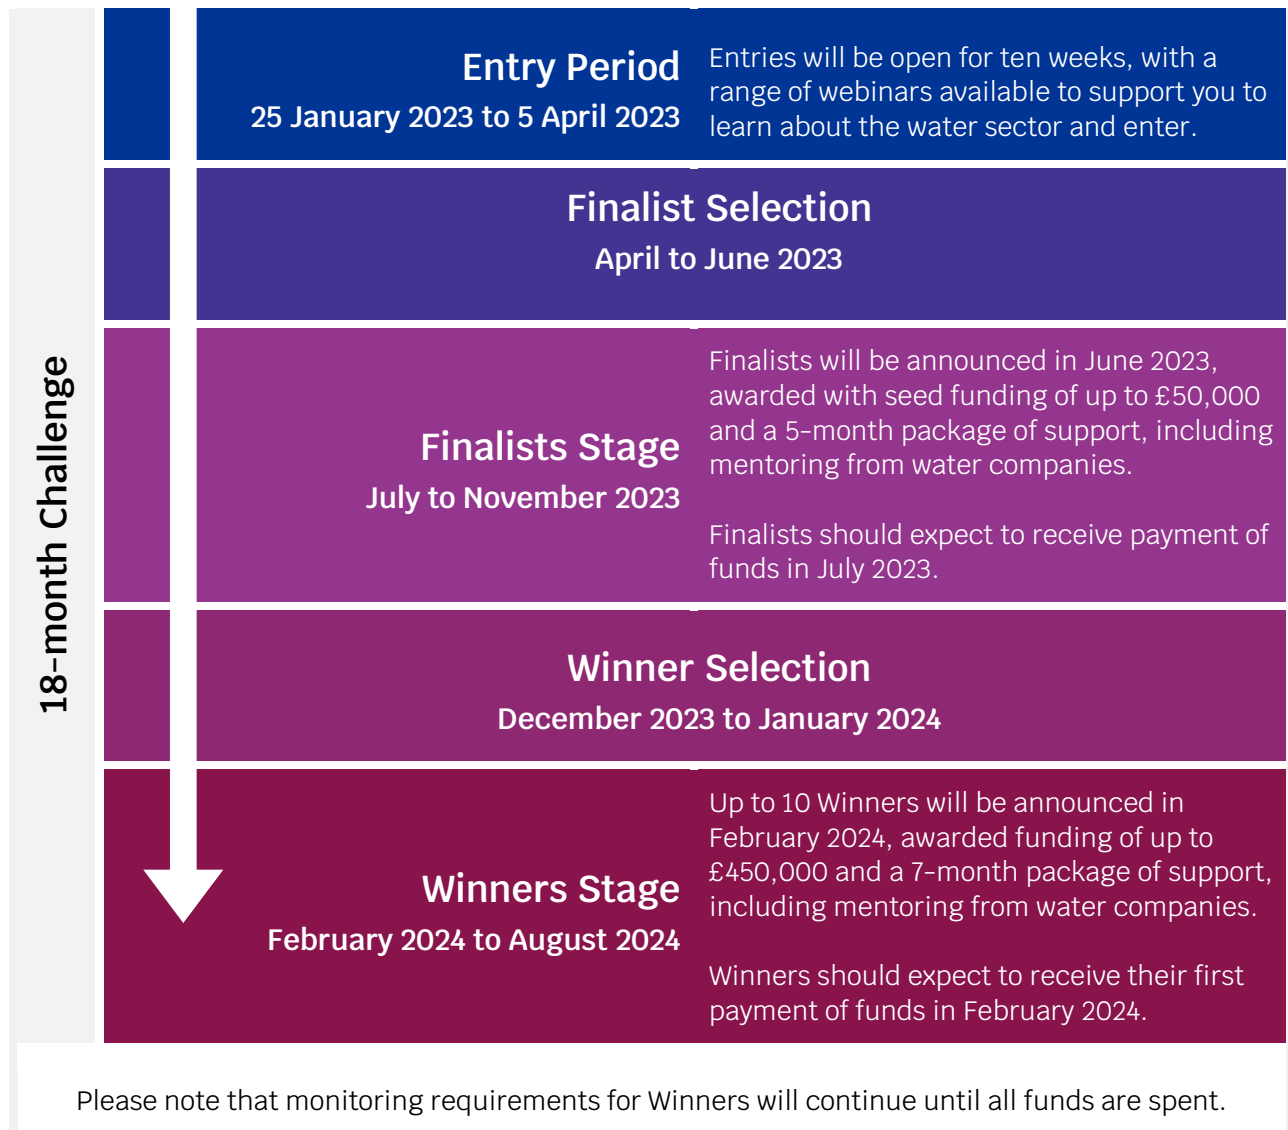 18-month Challenge
Entry Period
25 January 2023 to 5 April 2023
Entries will be open for ten weeks, with a
range of webinars available to support you to
learn about the water sector and enter.
Finalist Selection
April to June 2023
Finalists Stage
July to November 2023
Finalists will be announced in June 2023,
awarded with seed funding of up to £50,000
and a 5-month package of support, including
mentoring from water companies.
Finalists should expect to receive payment of
funds in July 2023.
Winner Selection
December 2023 to January 2024
Winners Stage
February 2024 to August 2024
Up to 10 Winners will be announced in
February 2024, awarded funding of up to
£450,000 and a 7-month package of support,
including mentoring from water companies.
Winners should expect to receive their first
payment of funds in February 2024.
Please note that monitoring requirements for Winners will continue until all funds are spent.